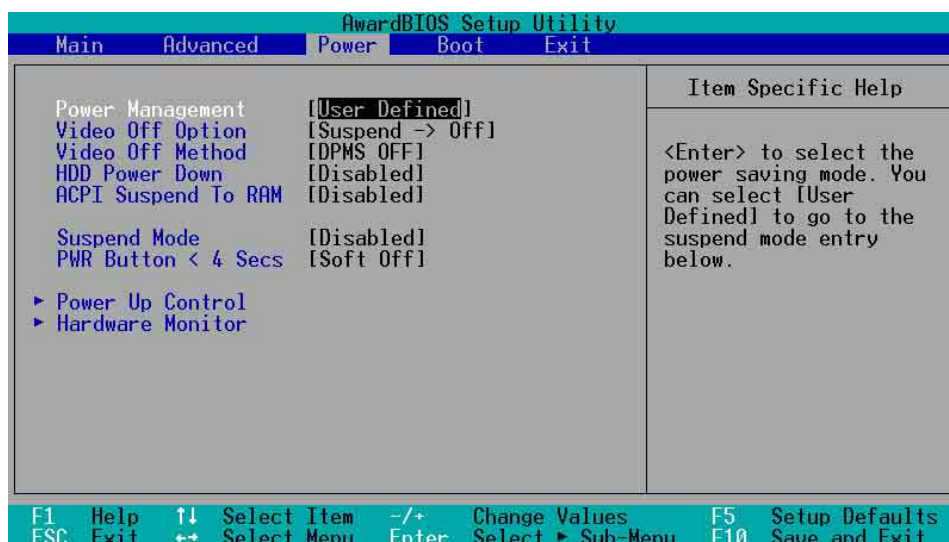 AwardBIOS Setup Utility
Main Advanced Power Boot Exit
Power Management [User Defined]
Video Off Option [Suspend -> Off]
Video Off Method [DPMS OFF]
HDD Power Down [Disabled]
ACPI Suspend To RAM [Disabled]
Suspend Mode [Disabled]
PWR Button < 4 Secs [Soft Off]
▸ Power Up Control
▸ Hardware Monitor
Item Specific Help
<Enter> to select the
power saving mode. You
can select [User
Defined] to go to the
suspend mode entry
below.
F1 Help ↑↓ Select Item -/+ Change Values F5 Setup Defaults
ESC Exit ↔ Select Menu Enter Select ▸ Sub-Menu F10 Save and Exit